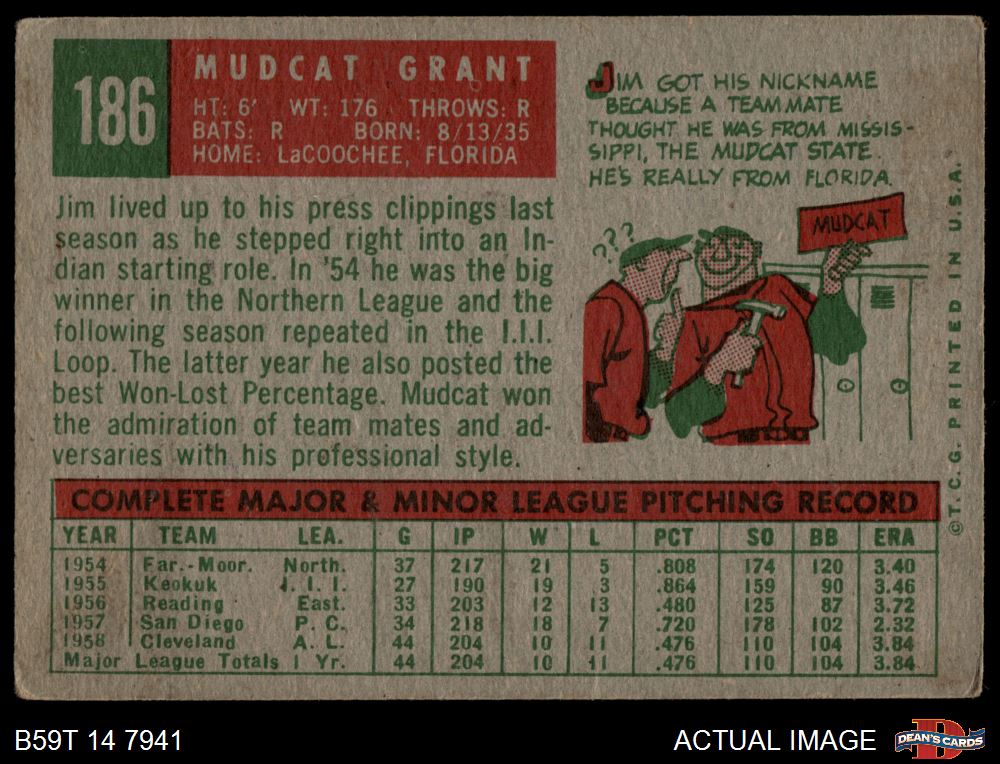 186
MUDCAT GRANT
HT: 6' WT: 176 THROWS: R
BATS: R BORN: 8/13/35
HOME: LaCOOCHEE, FLORIDA
JIM GOT HIS NICKNAME
BECAUSE A TEAM MATE
THOUGHT HE WAS FROM MISSIS-
SIPPI, THE MUDCAT STATE.
HE'S REALLY FROM FLORIDA.
???
MUDCAT
Jim lived up to his press clippings last
season as he stepped right into an In-
dian starting role. In '54 he was the big
winner in the Northern League and the
following season repeated in the I.I.I.
Loop. The latter year he also posted the
best Won-Lost Percentage. Mudcat won
the admiration of team mates and ad-
versaries with his professional style.
©T.C.G. PRINTED IN U.S.A.
COMPLETE MAJOR & MINOR LEAGUE PITCHING RECORD
YEAR TEAM LEA. G IP W L PCT SO BB ERA
1954 Far.-Moor. North. 37 217 21 5 .808 174 120 3.40
1955 Keokuk I. I. I. 27 190 19 3 .864 159 90 3.46
1956 Reading East. 33 203 12 13 .480 125 87 3.72
1957 San Diego P. C. 34 218 18 7 .720 178 102 2.32
1958 Cleveland A. L. 44 204 10 11 .476 110 104 3.84
Major League Totals 1 Yr. 44 204 10 11 .476 110 104 3.84
B59T 14 7941
ACTUAL IMAGE
DEAN'S CARDS